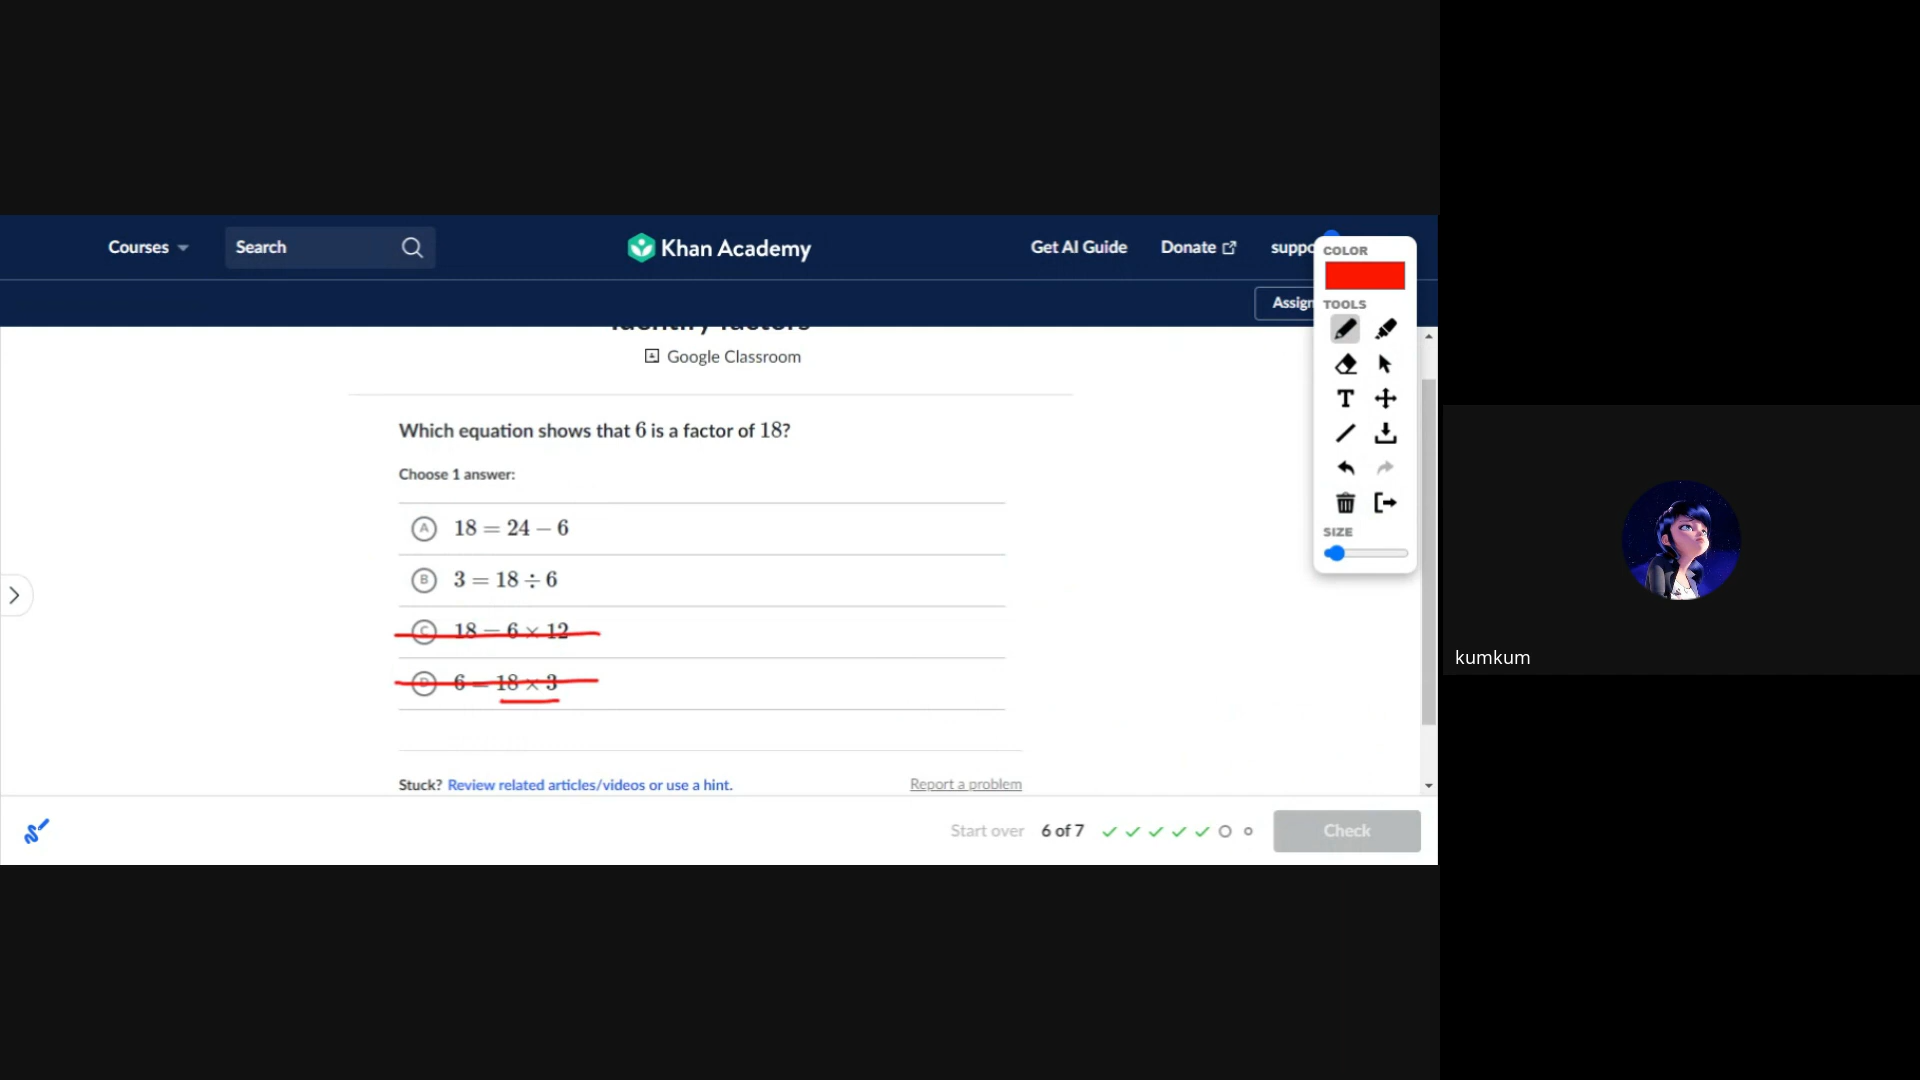 Courses
Search
Khan Academy
Get AI Guide
Donate
suppo
Assign
COLOR
TOOLS
SIZE
Identify factors
Google Classroom
Which equation shows that 6 is a factor of 18?
Choose 1 answer:
A 18 = 24 − 6
B 3 = 18 ÷ 6
C 18 = 6 × 12
D 6 = 18 × 3
Stuck? Review related articles/videos or use a hint.
Report a problem
Start over
6 of 7
Check
kumkum